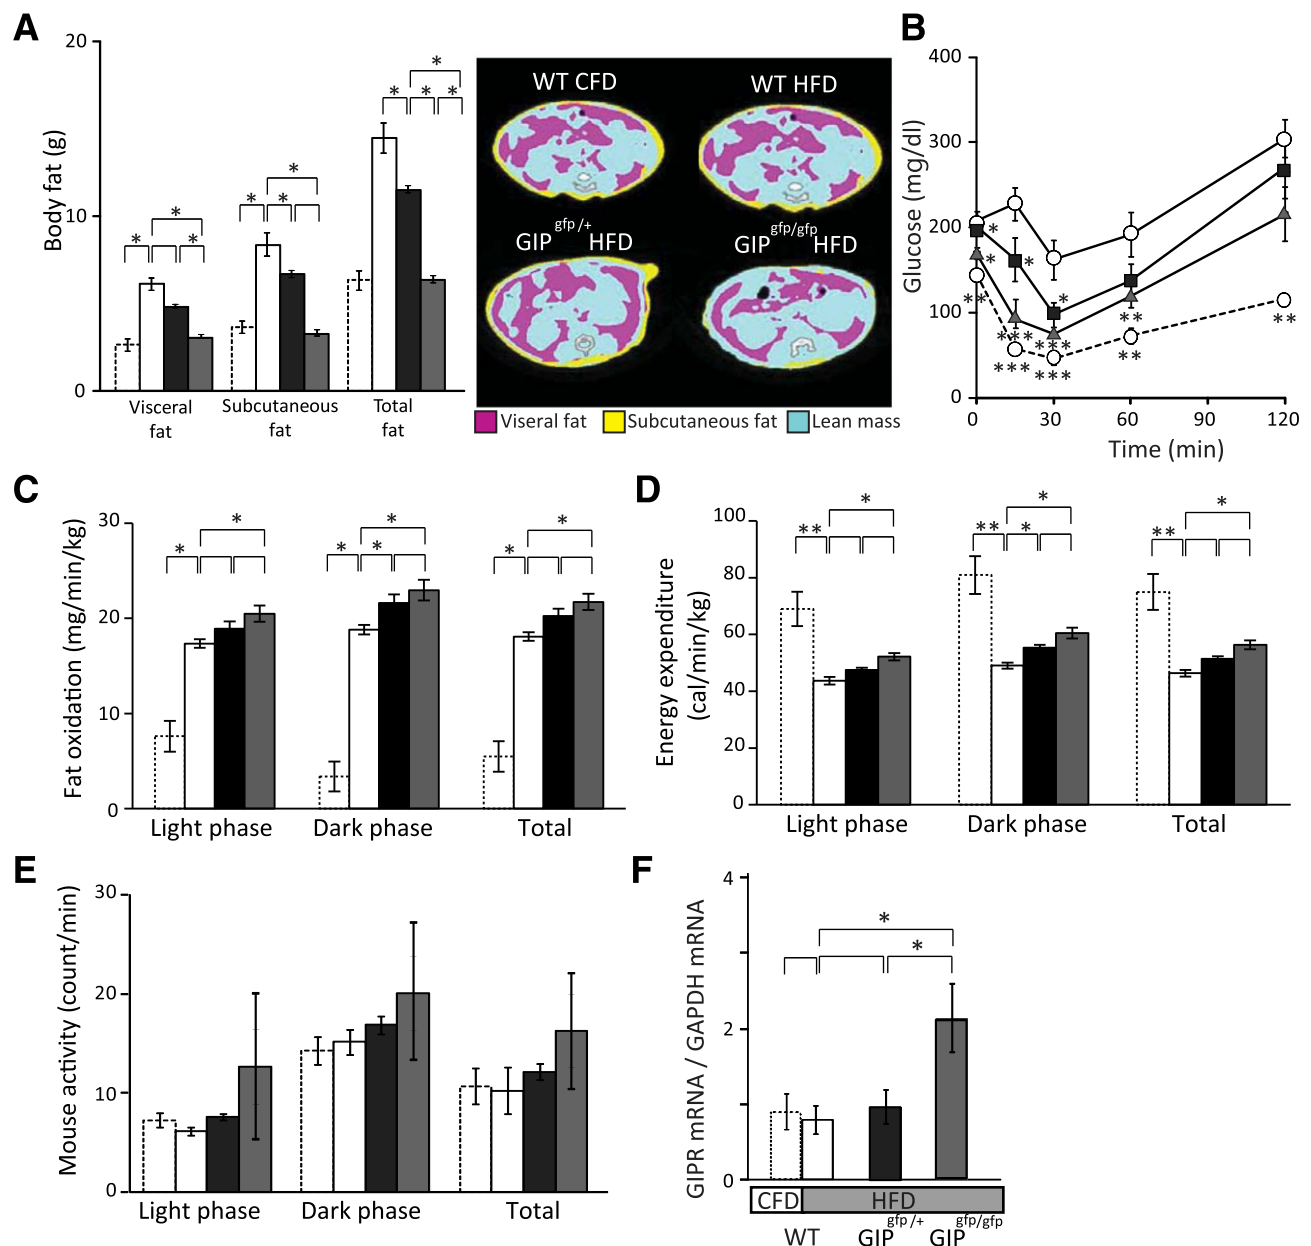 A
20
10
0
Body fat (g)
* * *
* * *
* * * *
Visceral fat
Subcutaneous fat
Total fat
WT CFD
WT HFD
GIP gfp/+ HFD
GIP gfp/gfp HFD
Viseral fat
Subcutaneous fat
Lean mass
B
400
300
200
100
0
Glucose (mg/dl)
*
*
*
*
**
***
***
***
***
**
**
**
0 30 60 90 120
Time (min)
C
30
20
10
0
Fat oxidation (mg/min/kg)
* *
* * *
* *
Light phase
Dark phase
Total
D
100
80
60
40
20
0
Energy expenditure
(cal/min/kg)
** *
** * *
** *
Light phase
Dark phase
Total
E
30
20
10
0
Mouse activity (count/min)
Light phase
Dark phase
Total
F
4
2
0
GIPR mRNA / GAPDH mRNA
*
*
CFD
HFD
WT
GIP gfp/+
GIP gfp/gfp